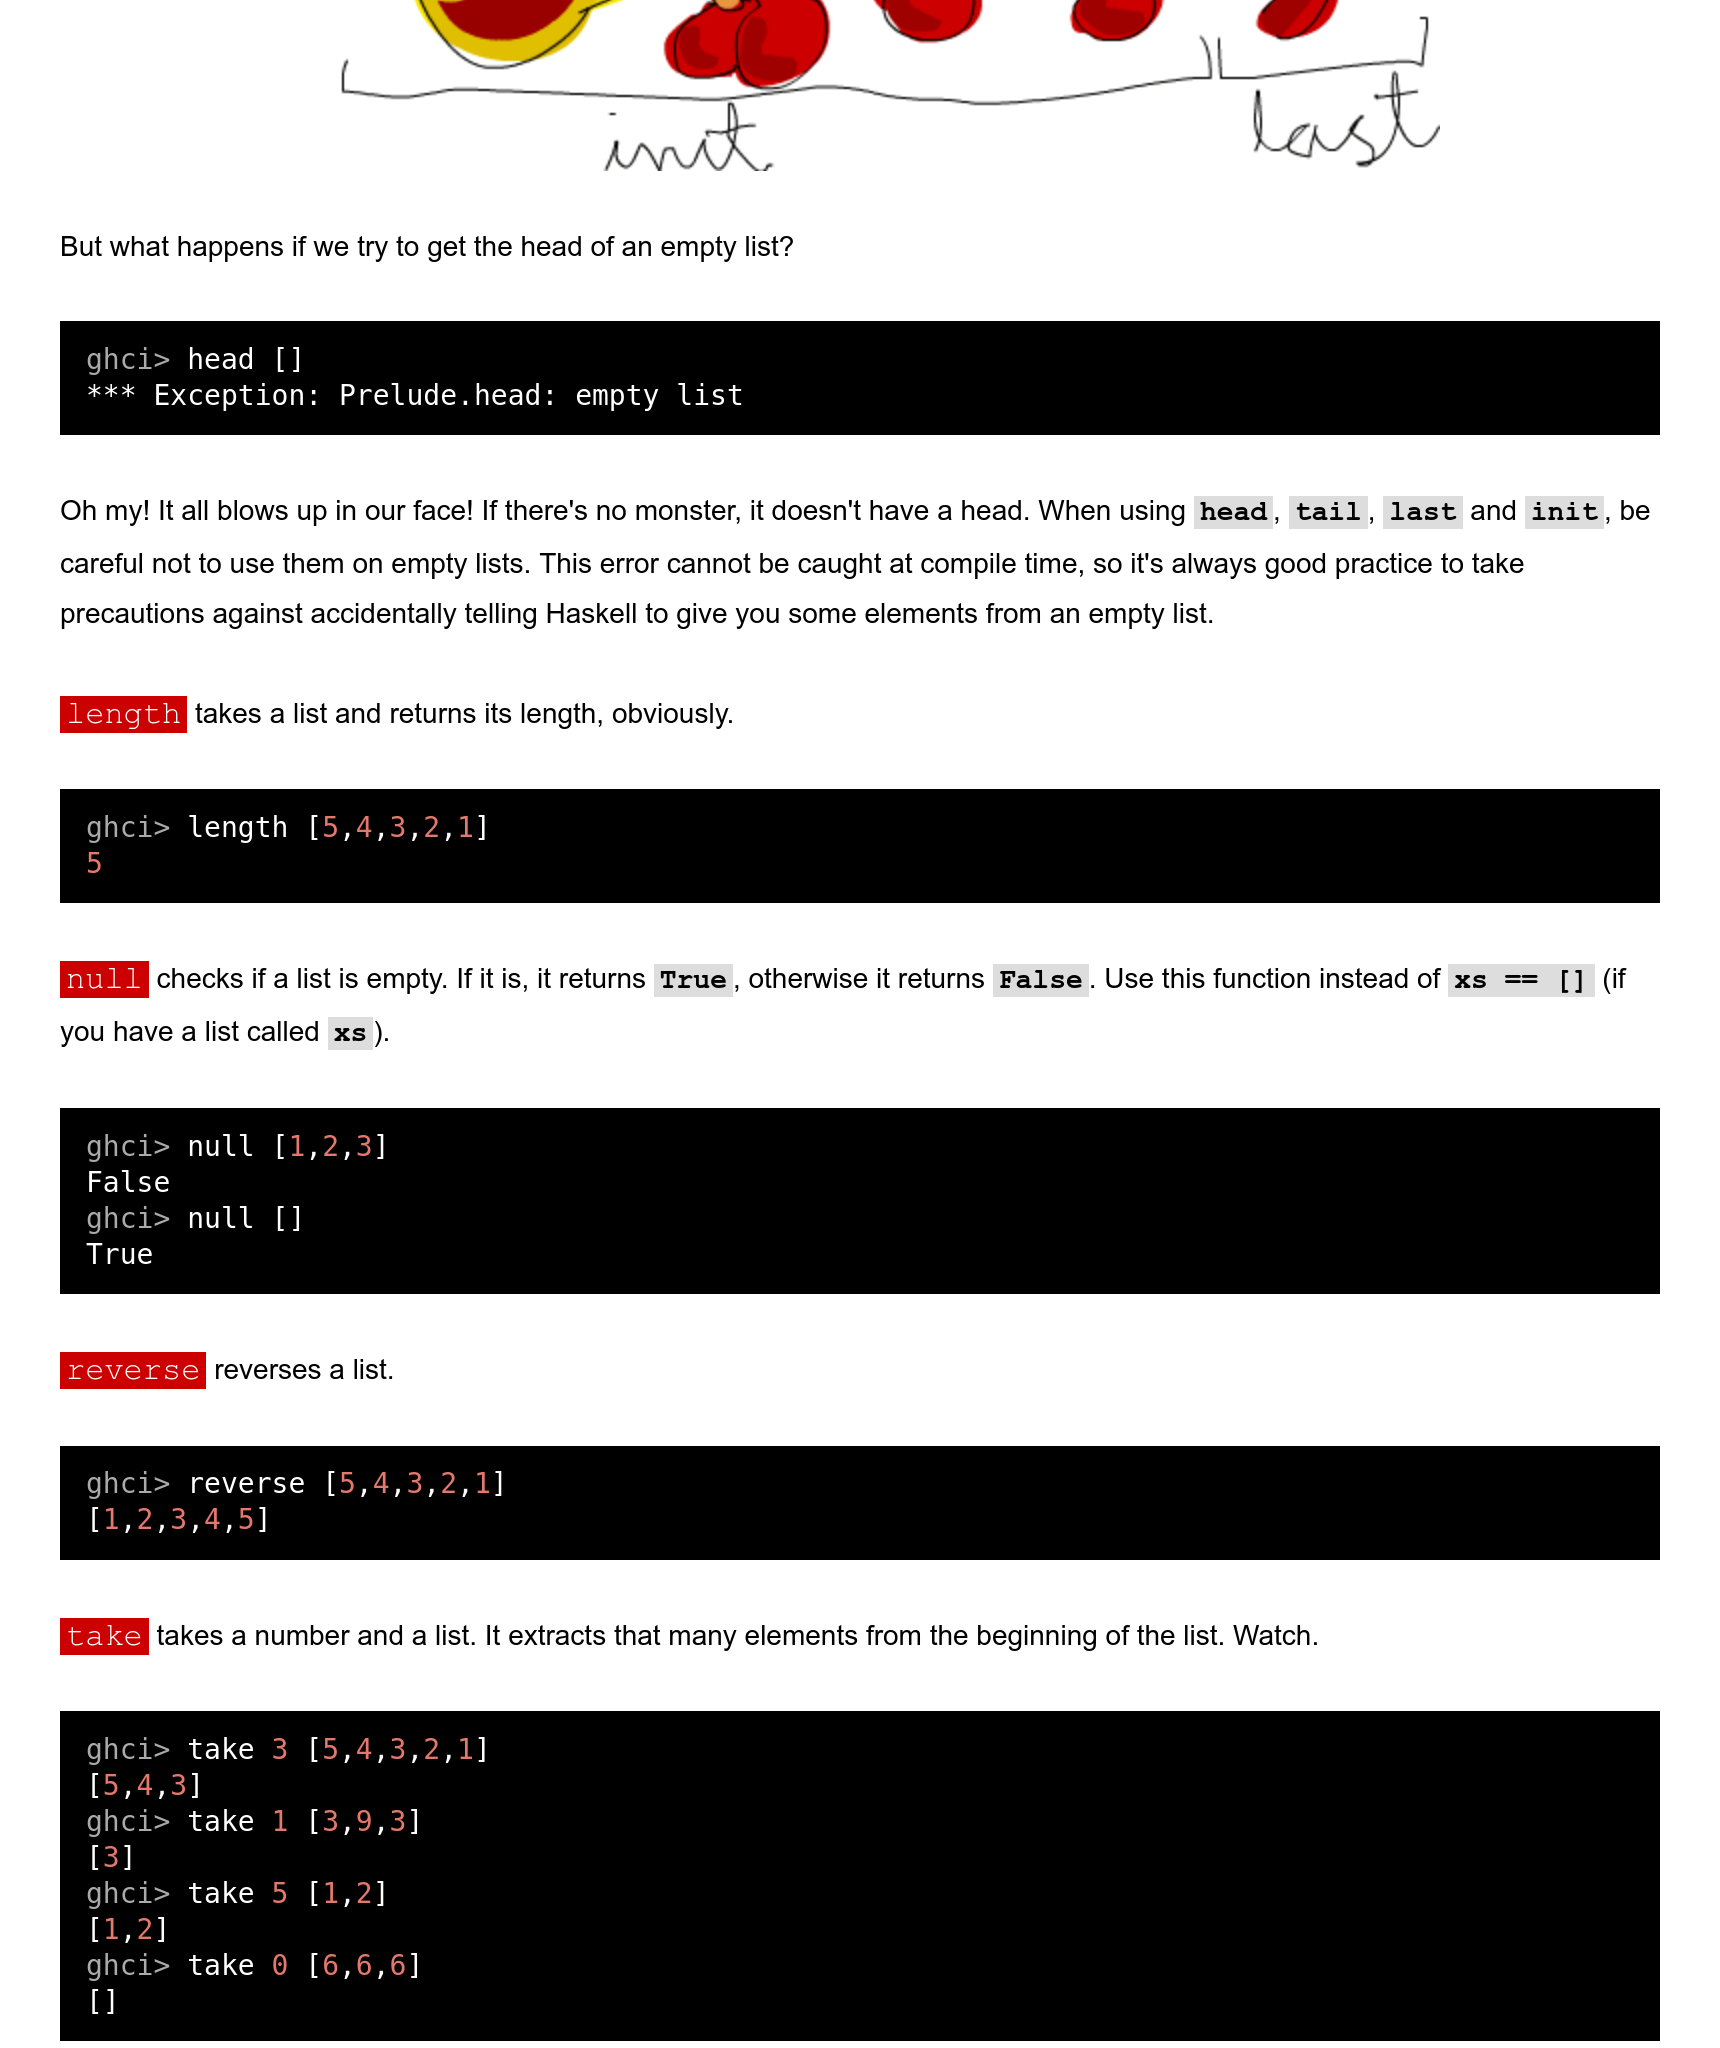 init
last
But what happens if we try to get the head of an empty list?
ghci> head []
*** Exception: Prelude.head: empty list
Oh my! It all blows up in our face! If there's no monster, it doesn't have a head. When using head, tail, last and init, be
careful not to use them on empty lists. This error cannot be caught at compile time, so it's always good practice to take
precautions against accidentally telling Haskell to give you some elements from an empty list.
length takes a list and returns its length, obviously.
ghci> length [5,4,3,2,1]
5
null checks if a list is empty. If it is, it returns True, otherwise it returns False. Use this function instead of xs == [] (if
you have a list called xs).
ghci> null [1,2,3]
False
ghci> null []
True
reverse reverses a list.
ghci> reverse [5,4,3,2,1]
[1,2,3,4,5]
take takes a number and a list. It extracts that many elements from the beginning of the list. Watch.
ghci> take 3 [5,4,3,2,1]
[5,4,3]
ghci> take 1 [3,9,3]
[3]
ghci> take 5 [1,2]
[1,2]
ghci> take 0 [6,6,6]
[]